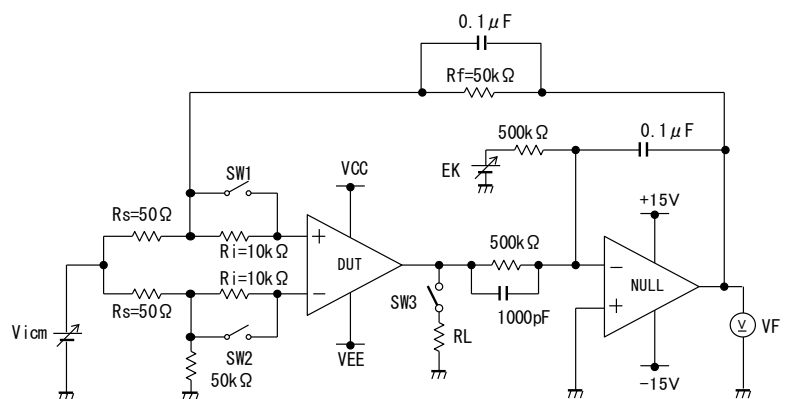 0.1μF
Rf=50kΩ
500kΩ
0.1μF
EK
SW1
VCC
Rs=50Ω
+15V
Ri=10kΩ
+
DUT
500kΩ
−
NULL
Ri=10kΩ
−
SW3
+
Rs=50Ω
1000pF
V
VF
Vicm
SW2
RL
VEE
50kΩ
−15V